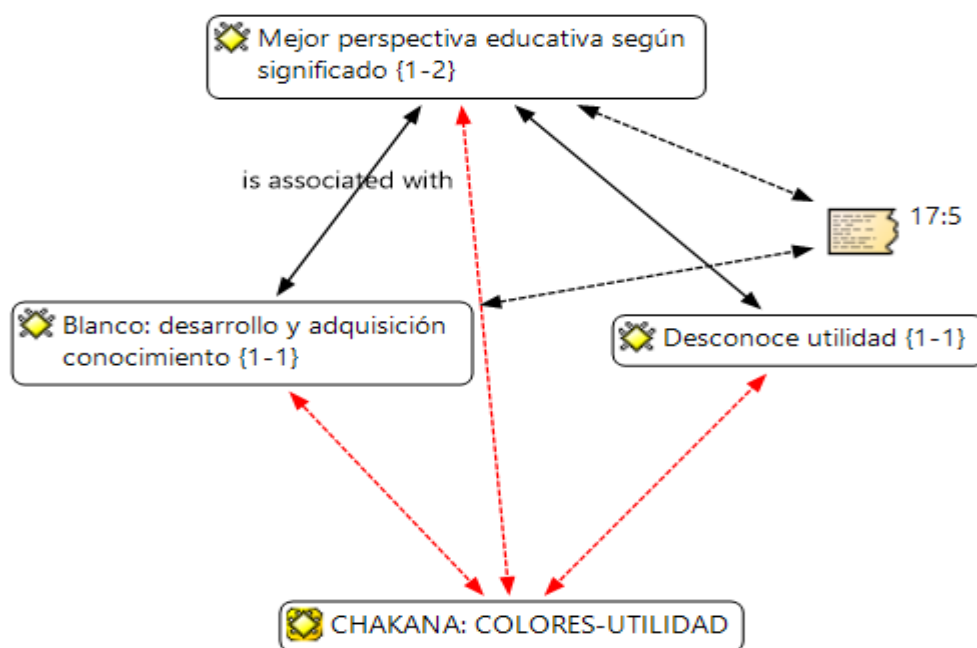 Mejor perspectiva educativa según
significado {1-2}
is associated with
17:5
Blanco: desarrollo y adquisición
conocimiento {1-1}
Desconoce utilidad {1-1}
CHAKANA: COLORES-UTILIDAD